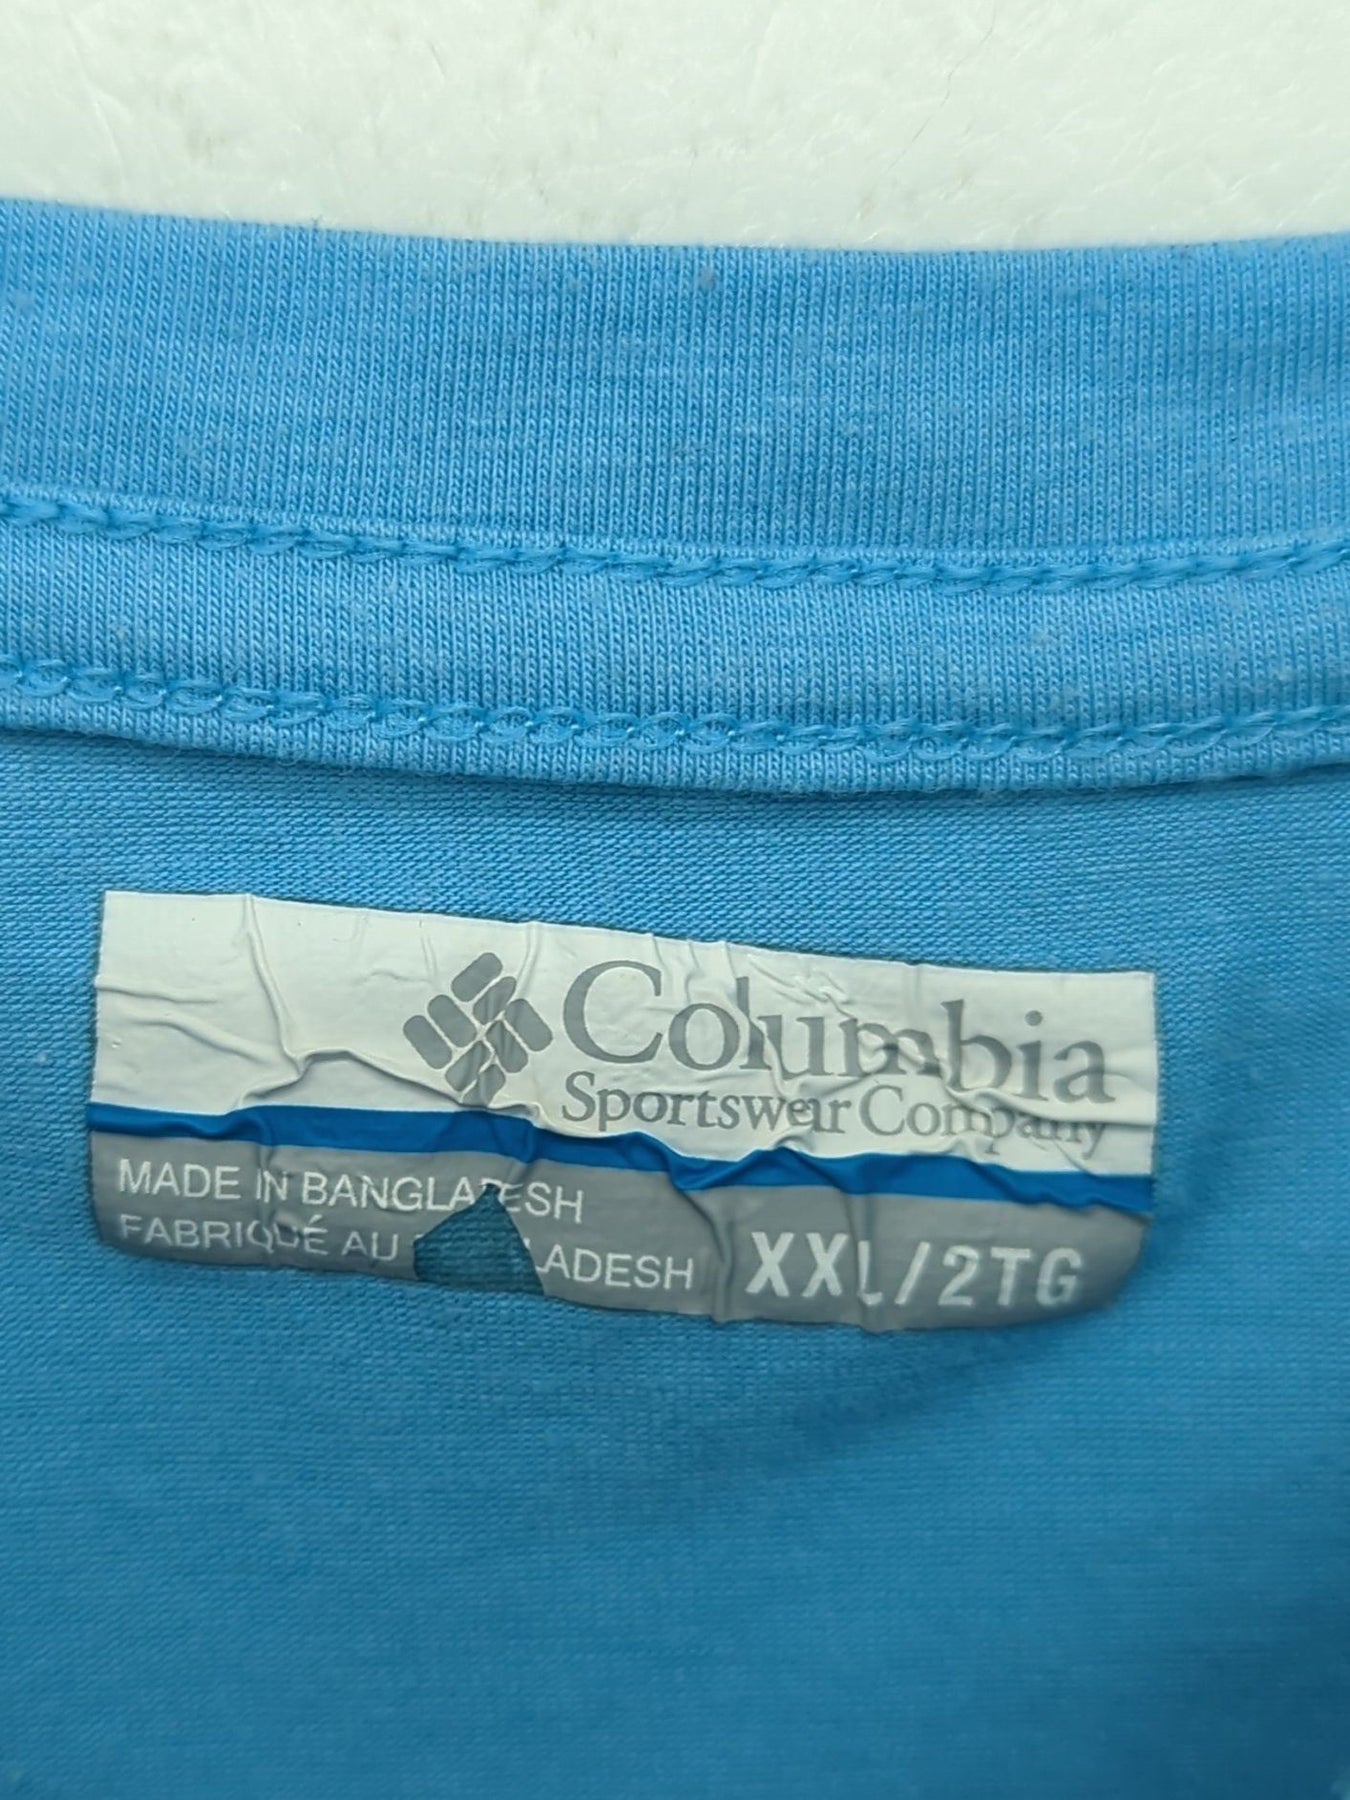 Columbia
Sportswear Company
MADE IN BANGLADESH
FABRIQUÉ AU LADESH
XXL/2TG